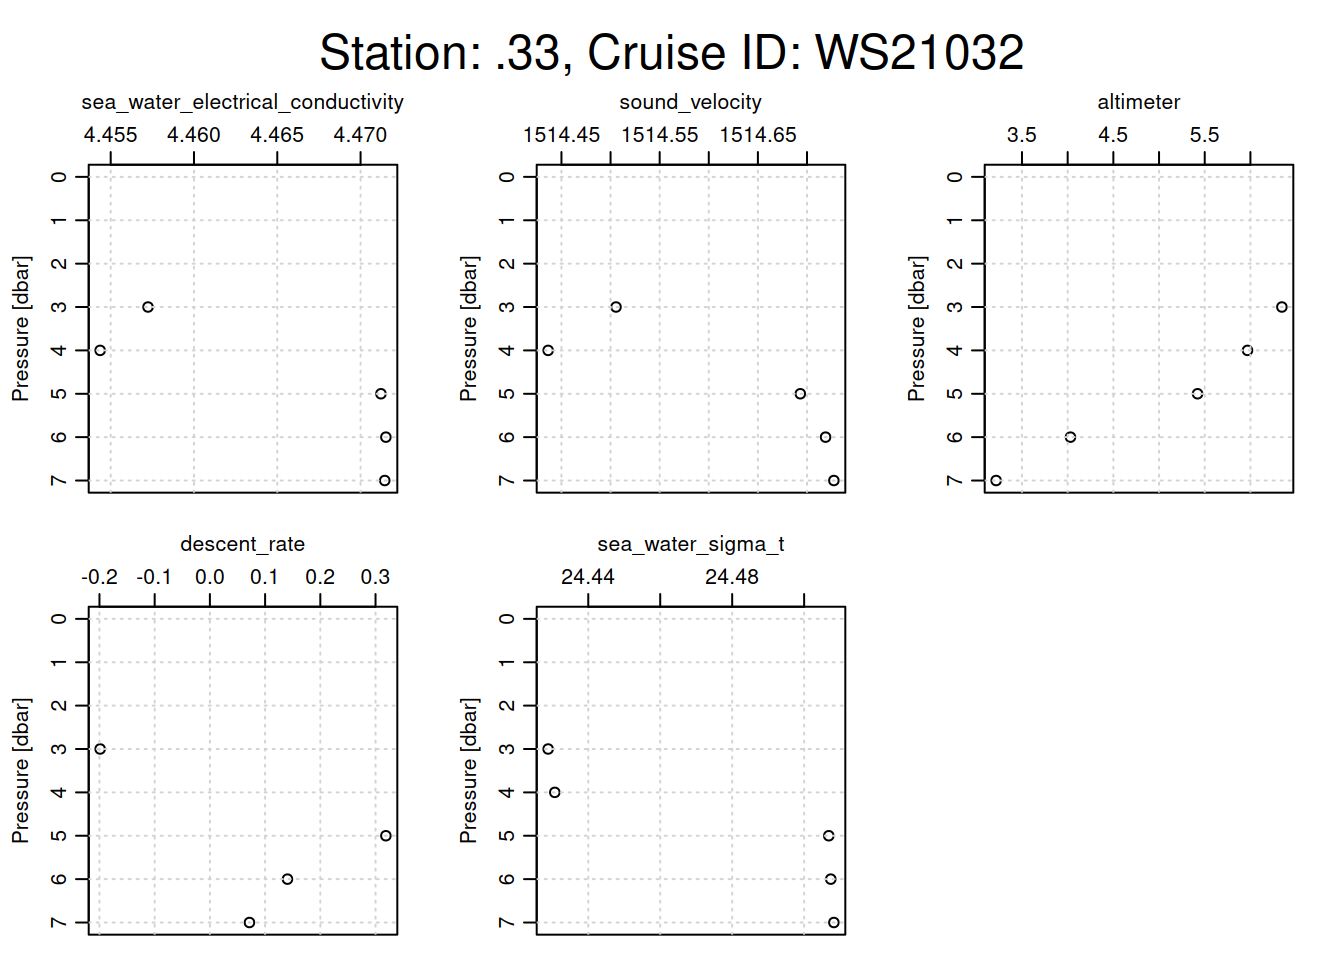 Station: .33, Cruise ID: WS21032
sea_water_electrical_conductivity
4.455 4.460 4.465 4.470
Pressure [dbar]
0
1
2
3
4
5
6
7
sound_velocity
1514.45 1514.55 1514.65
Pressure [dbar]
0
1
2
3
4
5
6
7
altimeter
3.5 4.5 5.5
Pressure [dbar]
0
1
2
3
4
5
6
7
descent_rate
-0.2 -0.1 0.0 0.1 0.2 0.3
Pressure [dbar]
0
1
2
3
4
5
6
7
sea_water_sigma_t
24.44 24.48
Pressure [dbar]
0
1
2
3
4
5
6
7